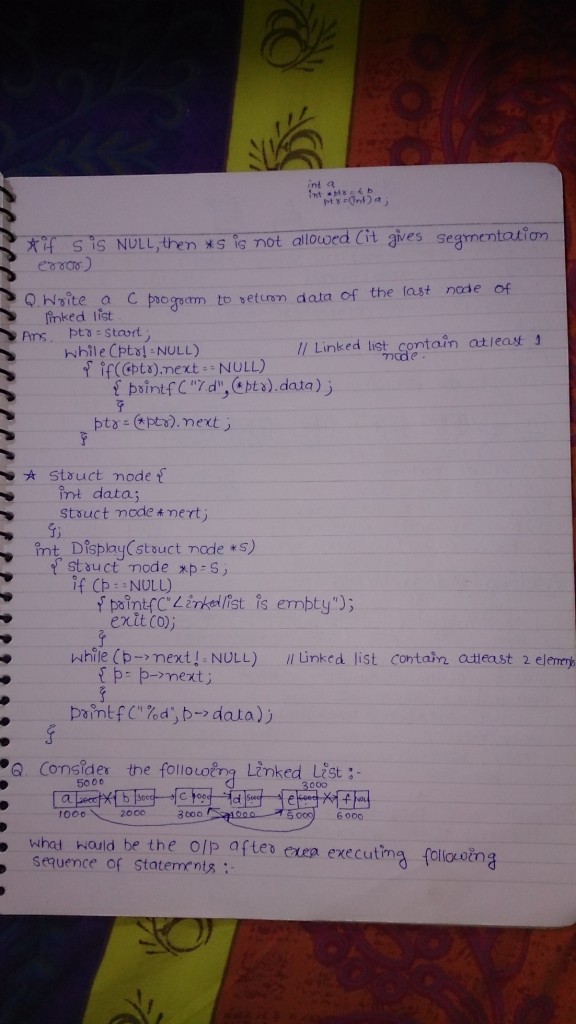 int a
int *ptr = & b
ptr = (int) a;
* if s is NULL, then *s is not allowed (it gives segmentation
error)
Q. Write a C program to return data of the last node of
linked list.
Ans. ptr = start;
while (ptr != NULL) // Linked list contain atleast 1
node.
{ if ((*ptr).next == NULL)
{ printf("%d", (*ptr).data);
}
ptr = (*ptr).next;
}
* struct node {
int data;
struct node * next;
};
int Display(struct node *s)
{ struct node *p = s;
if (p == NULL)
{ printf("Linked list is empty");
exit(0);
}
while (p->next != NULL) // Linked list contain atleast 2 elements
{ p = p->next;
}
printf("%d", p->data);
}
Q. Consider the following Linked List :-
5000 3000
a 2000 b 3000 c d 5000 e 6000 f
1000 2000 3000 4000 5000 6000
what would be the o/p after executing following
sequence of statements :-